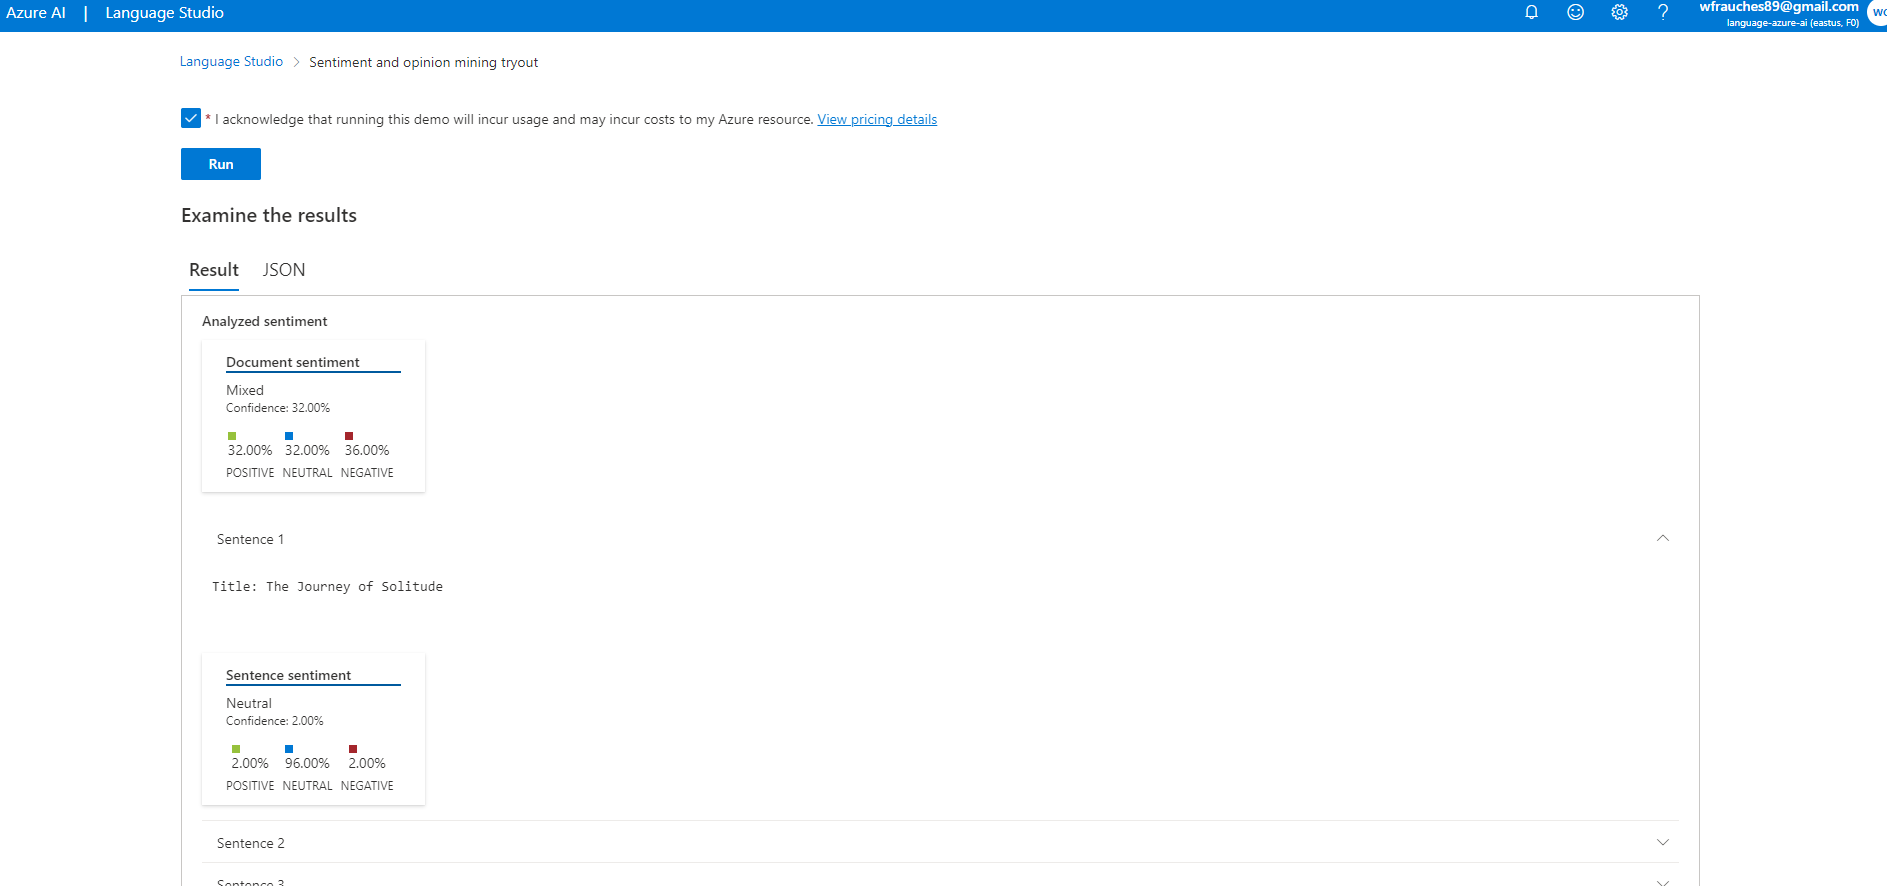 Azure AI | Language Studio
wfrauches89@gmail.com
language-azure-ai (eastus, F0)
Language Studio > Sentiment and opinion mining tryout
* I acknowledge that running this demo will incur usage and may incur costs to my Azure resource. View pricing details
Run
Examine the results
Result JSON
Analyzed sentiment
Document sentiment
Mixed
Confidence: 32.00%
32.00% 32.00% 36.00%
POSITIVE NEUTRAL NEGATIVE
Sentence 1
Title: The Journey of Solitude
Sentence sentiment
Neutral
Confidence: 2.00%
2.00% 96.00% 2.00%
POSITIVE NEUTRAL NEGATIVE
Sentence 2
Sentence 3